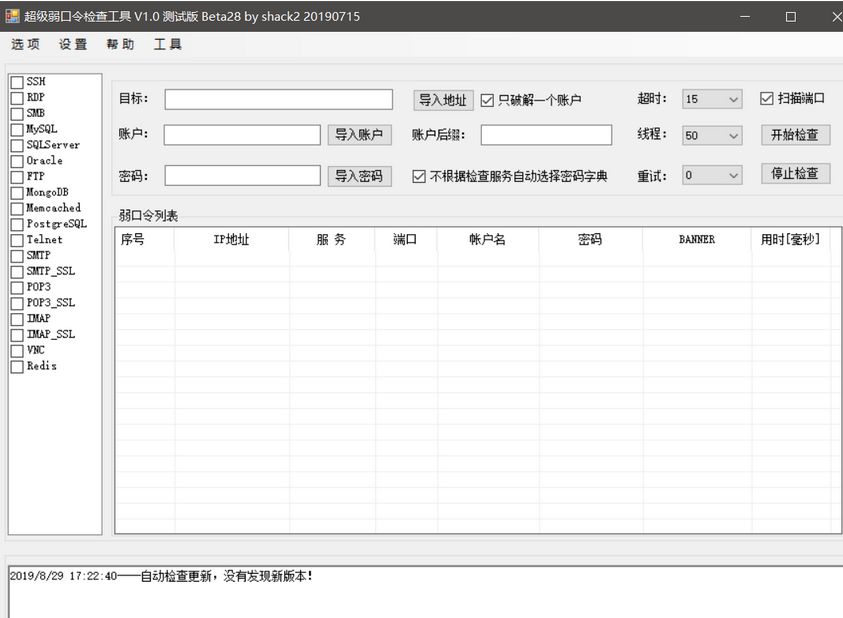 超级弱口令检查工具 V1.0 测试版 Beta28 by shack2 20190715
选项 设置 帮助 工具
SSH
RDP
SMB
MySQL
SQLServer
Oracle
FTP
MongoDB
Memcached
PostgreSQL
Telnet
SMTP
SMTP_SSL
POP3
POP3_SSL
IMAP
IMAP_SSL
VNC
Redis
目标： 导入地址 只破解一个账户 超时： 15 扫描端口
账户： 导入账户 账户后缀： 线程： 50 开始检查
密码： 导入密码 不根据检查服务自动选择密码字典 重试： 0 停止检查
弱口令列表
序号 IP地址 服务 端口 帐户名 密码 BANNER 用时[毫秒]
2019/8/29 17:22:40——自动检查更新，没有发现新版本！